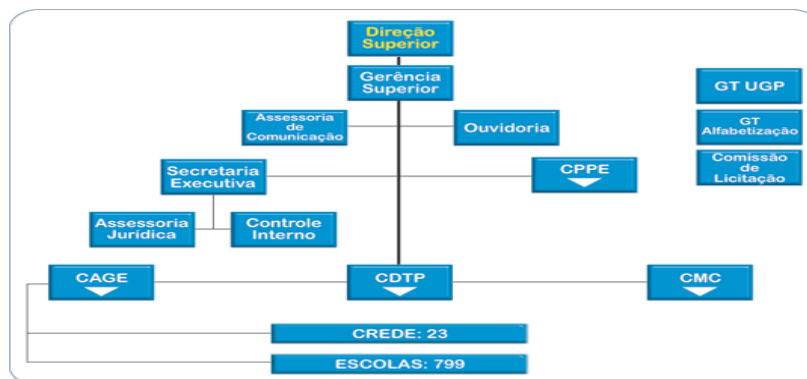 Direção
Superior
Gerência
Superior
GT UGP
Assessoria
de
Comunicação
Ouvidoria
GT
Alfabetização
Secretaria
Executiva
CPPE
Comissão
de
Licitação
Assessoria
Jurídica
Controle
Interno
CAGE
CDTP
CMC
CREDE: 23
ESCOLAS: 799